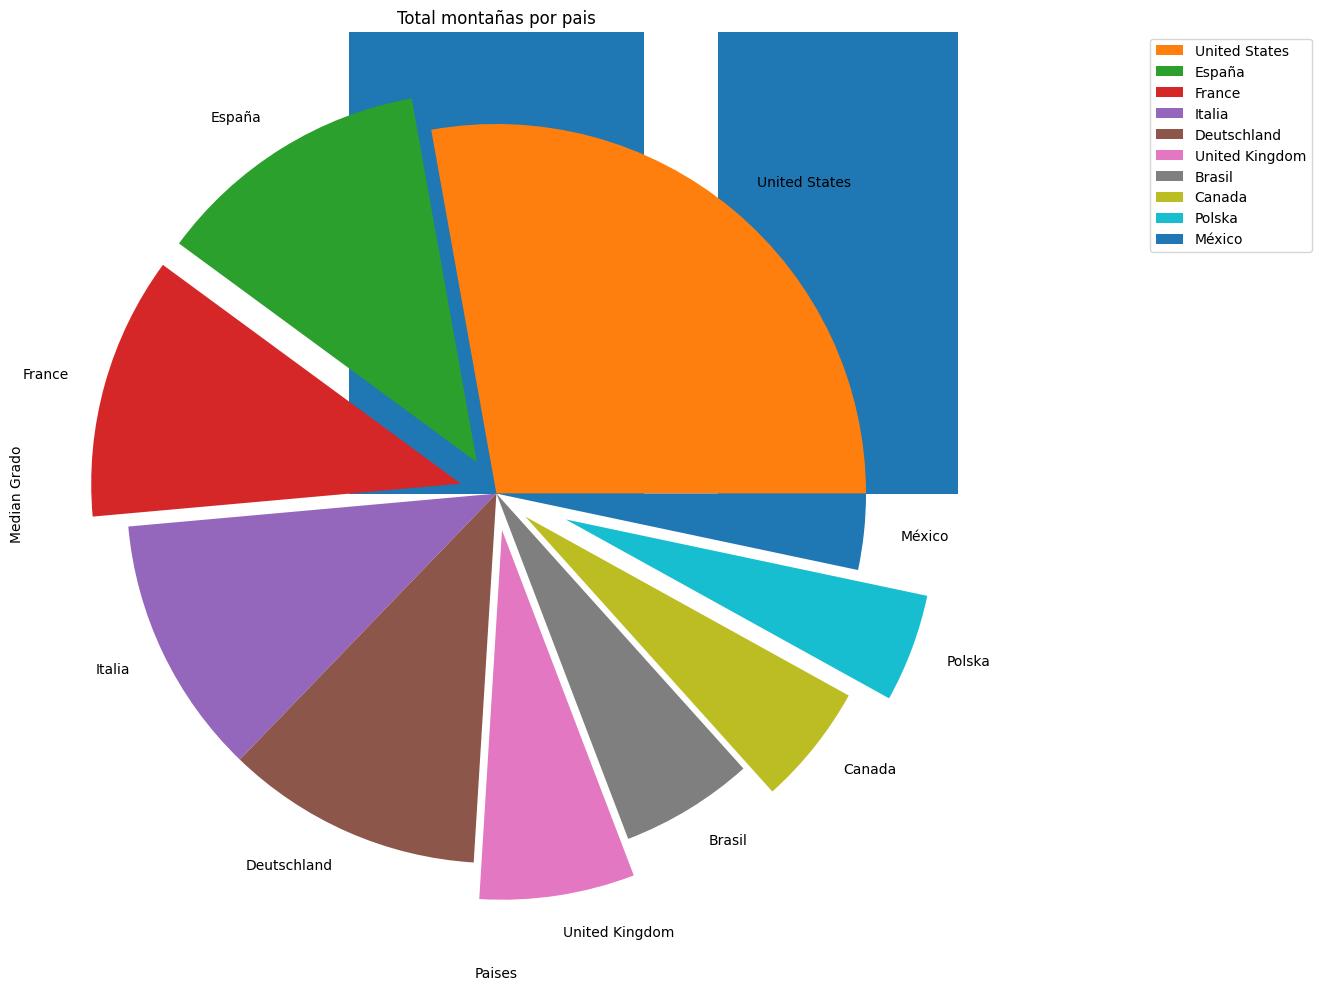 Total montañas por pais
United States
España
France
Italia
Deutschland
United Kingdom
Brasil
Canada
Polska
México
España
United States
France
Median Grado
México
Italia
Polska
Canada
Brasil
Deutschland
United Kingdom
Paises